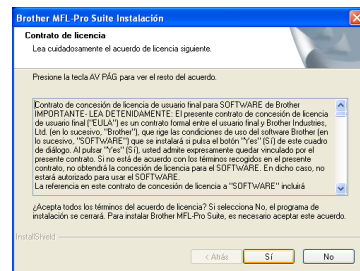 Brother MFL-Pro Suite Instalación
Contrato de licencia
Lea cuidadosamente el acuerdo de licencia siguiente.
Presione la tecla AV PÁG para ver el resto del acuerdo.
Contrato de concesión de licencia de usuario final para SOFTWARE de Brother
IMPORTANTE- LEA DETENIDAMENTE: El presente contrato de concesión de licencia
de usuario final ("EULA") es un contrato formal entre el usuario final y Brother Industries,
Ltd. (en lo sucesivo, "Brother"), que rige las condiciones de uso del software Brother (en
lo sucesivo, "SOFTWARE") que se instalará si pulsa el botón "Yes" (Sí) de este cuadro
de diálogo. Al pulsar "Yes" (Sí), usted admite expresamente quedar vinculado por el
presente contrato. Si no está de acuerdo con los términos recogidos en el presente
contrato, no obtendrá la concesión de licencia para el SOFTWARE. En dicho caso, no
estará autorizado para usar el SOFTWARE.
La referencia en este contrato de concesión de licencia a "SOFTWARE" incluirá
¿Acepta todos los términos del acuerdo de licencia? Si selecciona No, el programa de
instalación se cerrará. Para instalar Brother MFL-Pro Suite, es necesario aceptar este acuerdo.
InstallShield
< Atrás
Sí
No